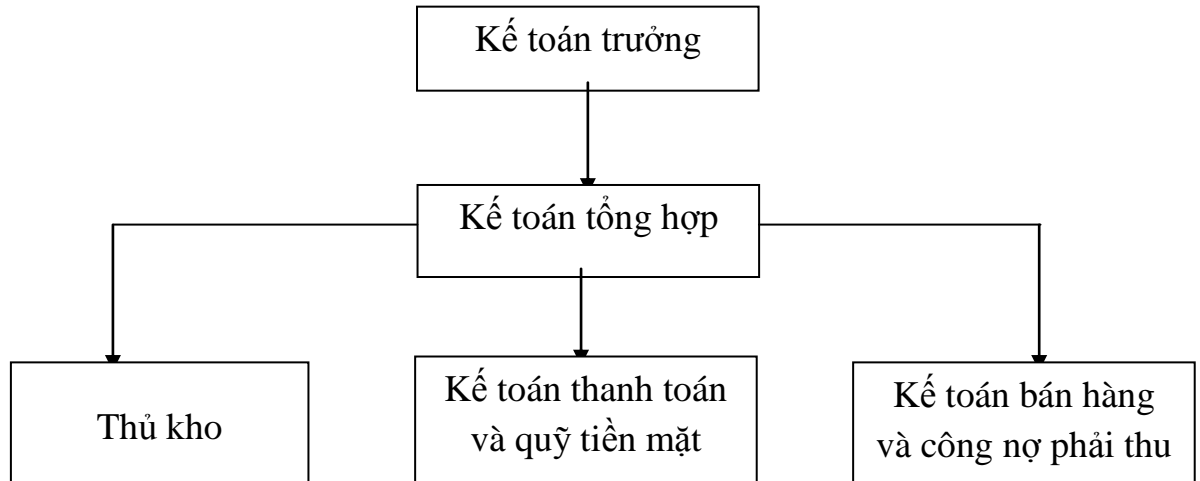 Kế toán trưởng
Kế toán tổng hợp
Thủ kho
Kế toán thanh toán
và quỹ tiền mặt
Kế toán bán hàng
và công nợ phải thu